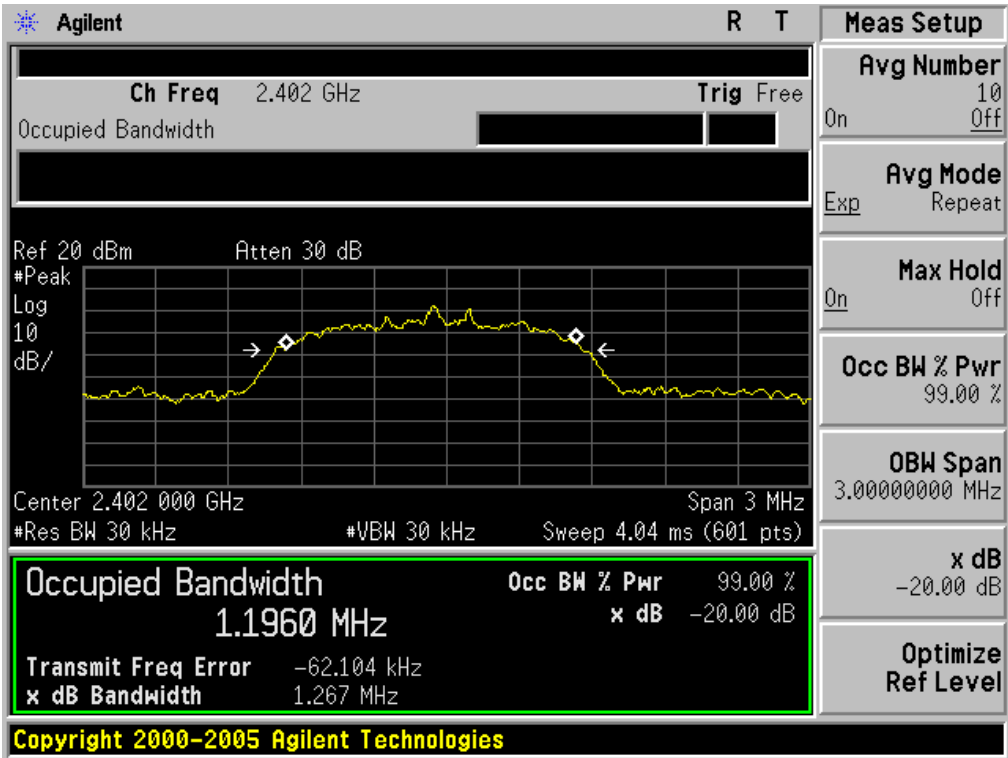 Agilent R T
Ch Freq 2.402 GHz Trig Free
Occupied Bandwidth
Ref 20 dBm Atten 30 dB
#Peak
Log
10
dB/
Center 2.402 000 GHz Span 3 MHz
#Res BW 30 kHz #VBW 30 kHz Sweep 4.04 ms (601 pts)
Occupied Bandwidth Occ BW % Pwr 99.00 %
1.1960 MHz x dB -20.00 dB
Transmit Freq Error -62.104 kHz
x dB Bandwidth 1.267 MHz
Copyright 2000-2005 Agilent Technologies
Meas Setup
Avg Number
10
On Off
Avg Mode
Exp Repeat
Max Hold
On Off
Occ BW % Pwr
99.00 %
OBW Span
3.00000000 MHz
x dB
-20.00 dB
Optimize
Ref Level